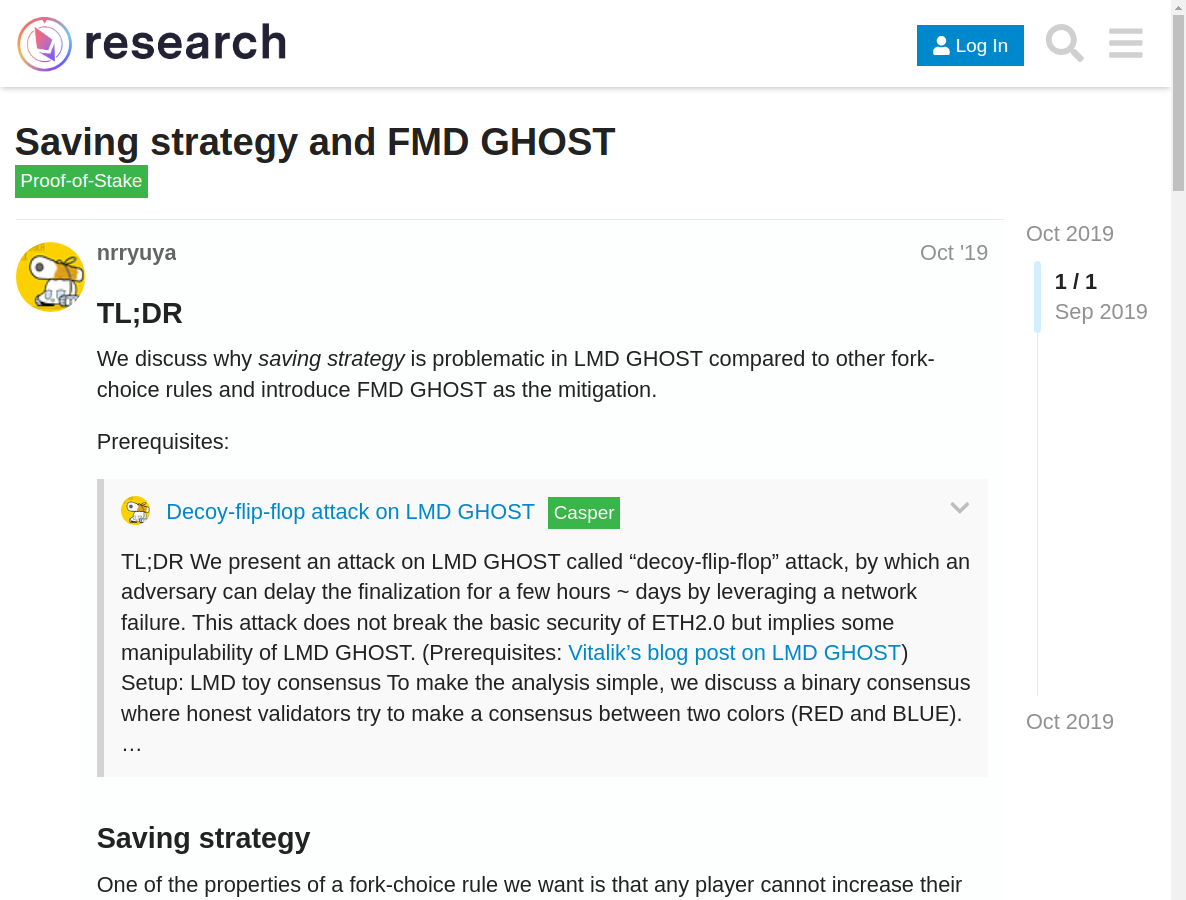 research
Log In
Saving strategy and FMD GHOST
Proof-of-Stake
nrryuya
Oct '19
Oct 2019
1 / 1
Sep 2019
TL;DR
We discuss why saving strategy is problematic in LMD GHOST compared to other fork-
choice rules and introduce FMD GHOST as the mitigation.
Prerequisites:
Decoy-flip-flop attack on LMD GHOST Casper
TL;DR We present an attack on LMD GHOST called “decoy-flip-flop” attack, by which an
adversary can delay the finalization for a few hours ~ days by leveraging a network
failure. This attack does not break the basic security of ETH2.0 but implies some
manipulability of LMD GHOST. (Prerequisites: Vitalik’s blog post on LMD GHOST)
Setup: LMD toy consensus To make the analysis simple, we discuss a binary consensus
where honest validators try to make a consensus between two colors (RED and BLUE).
…
Oct 2019
Saving strategy
One of the properties of a fork-choice rule we want is that any player cannot increase their